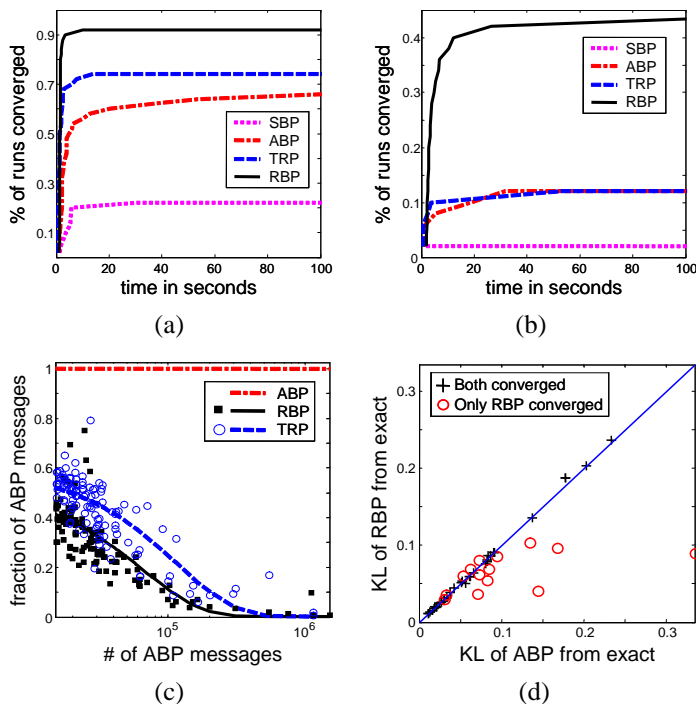 % of runs converged
0.9
0.7
0.5
0.3
0.1
SBP
ABP
TRP
RBP
0 20 40 60 80 100
time in seconds
(a)
% of runs converged
0.4
0.3
0.2
0.1
0
SBP
ABP
TRP
RBP
0 20 40 60 80 100
time in seconds
(b)
fraction of ABP messages
1
0.8
0.6
0.4
0.2
0
ABP
RBP
TRP
10^5 10^6
# of ABP messages
(c)
KL of RBP from exact
0.3
0.2
0.1
0
Both converged
Only RBP converged
0 0.1 0.2 0.3
KL of ABP from exact
(d)